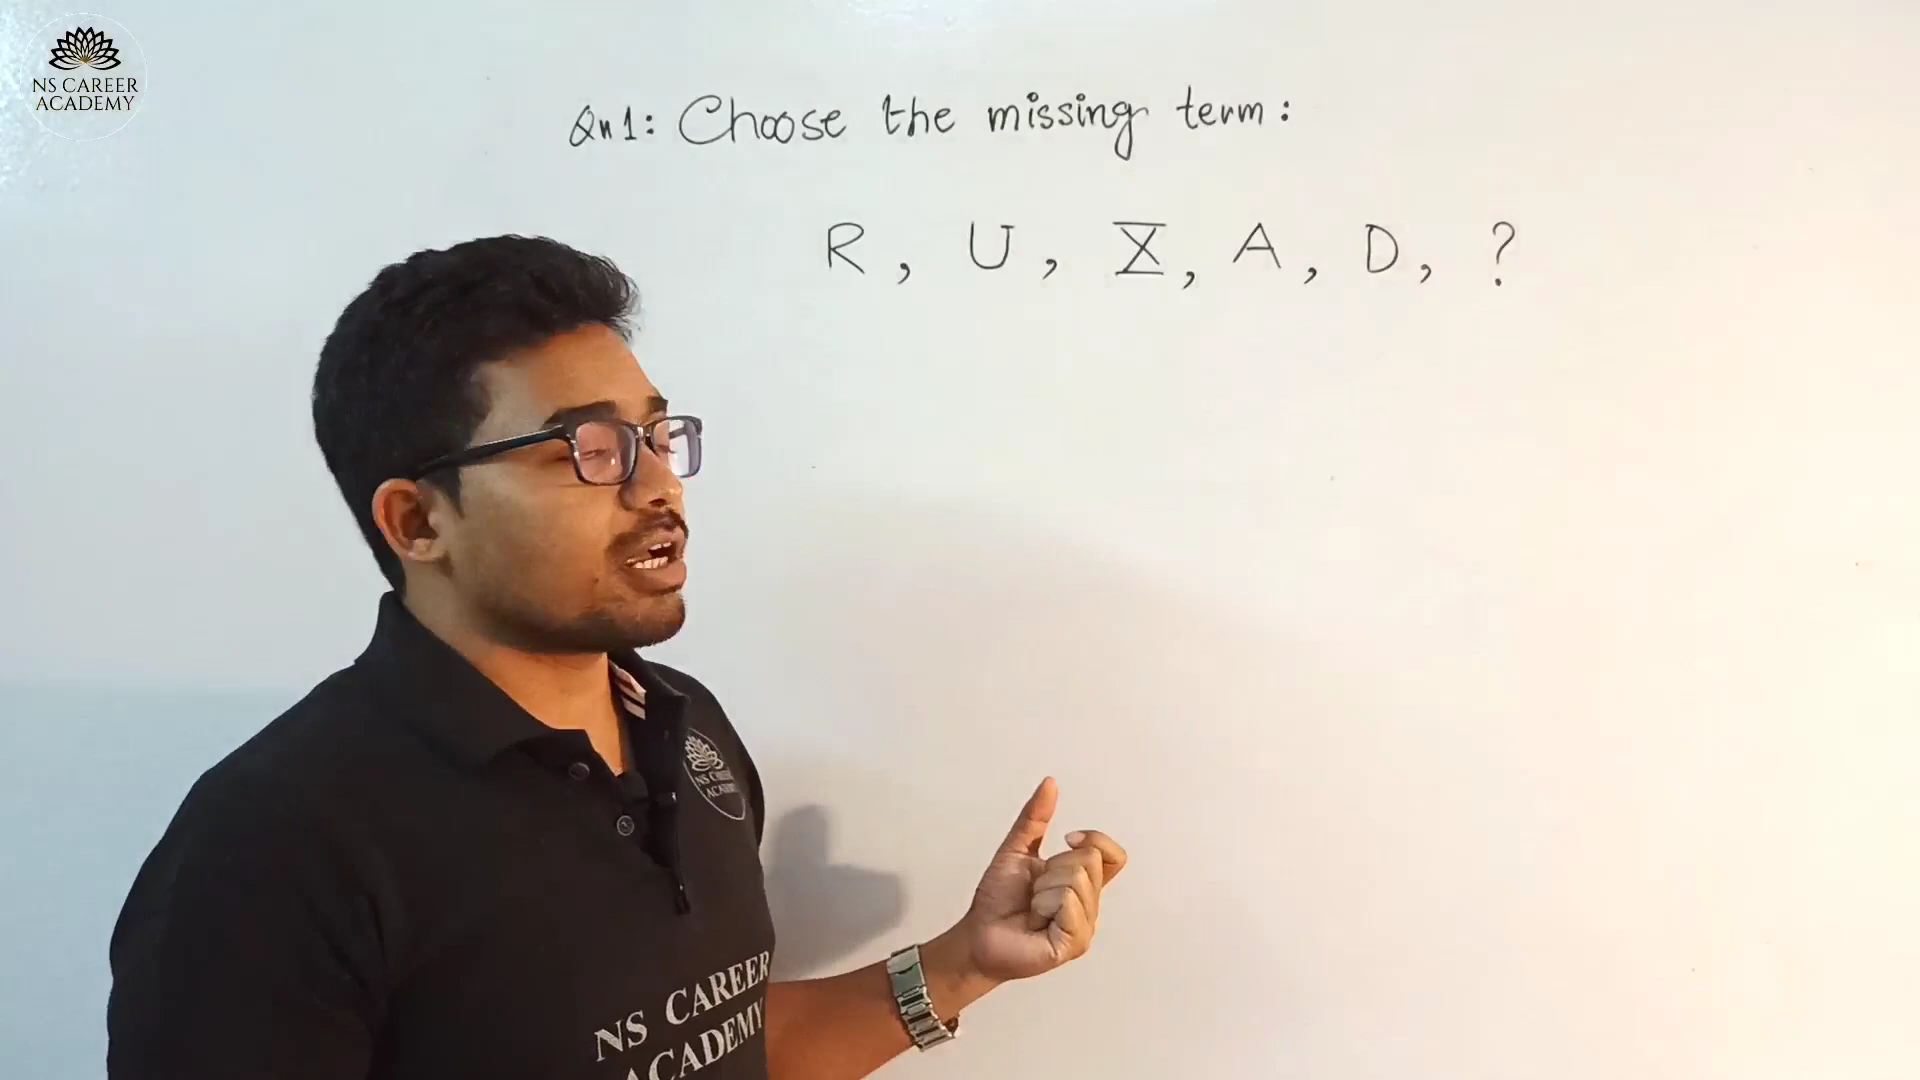 NS CAREER
ACADEMY
Qn1: Choose the missing term:
R, U, X, A, D, ?
NS CAREER
ACADEMY